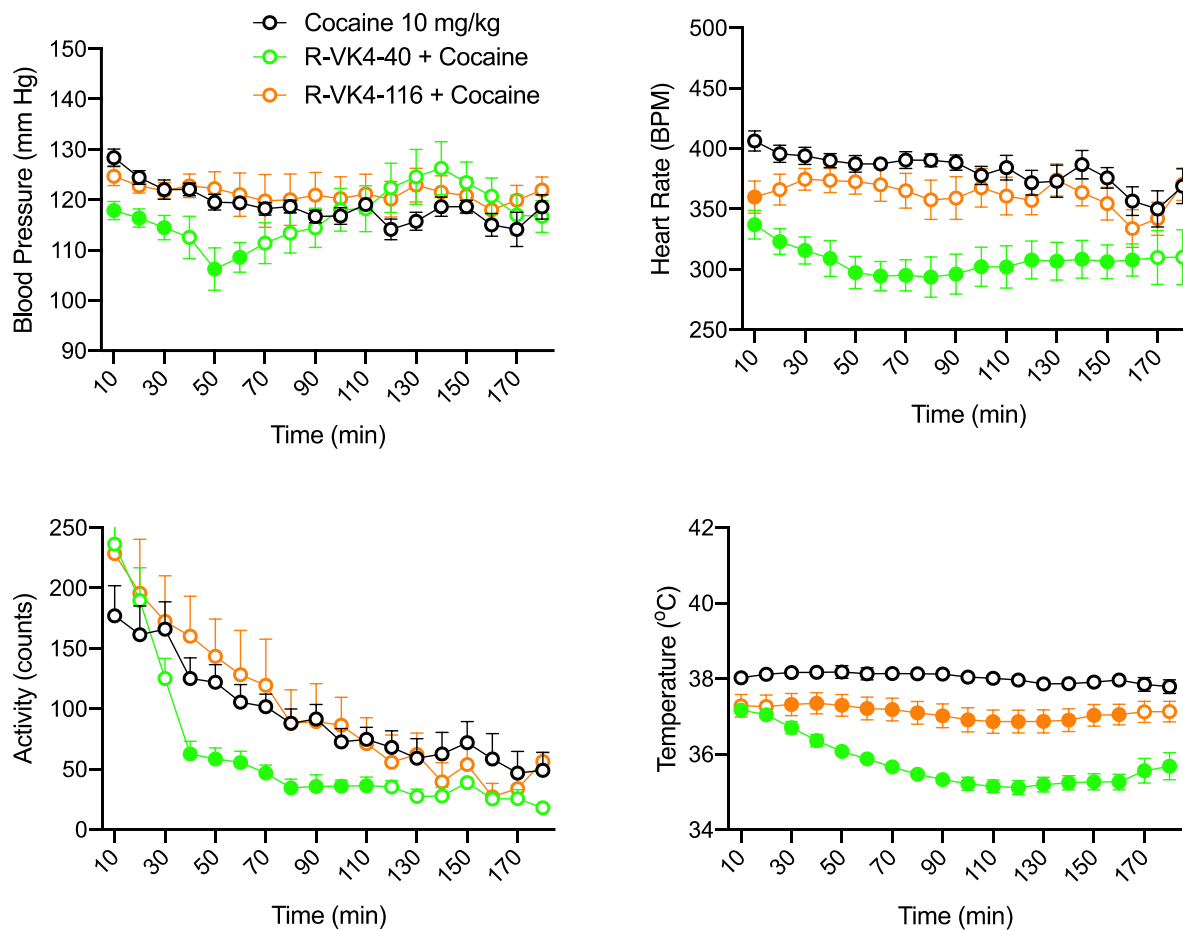 Cocaine 10 mg/kg
R-VK4-40 + Cocaine
R-VK4-116 + Cocaine
Blood Pressure (mm Hg)
150
140
130
120
110
100
90
10 30 50 70 90 110 130 150 170
Time (min)
Heart Rate (BPM)
500
450
400
350
300
250
10 30 50 70 90 110 130 150 170
Time (min)
Activity (counts)
250
200
150
100
50
0
10 30 50 70 90 110 130 150 170
Time (min)
Temperature (⁰C)
42
40
38
36
34
10 30 50 70 90 110 130 150 170
Time (min)